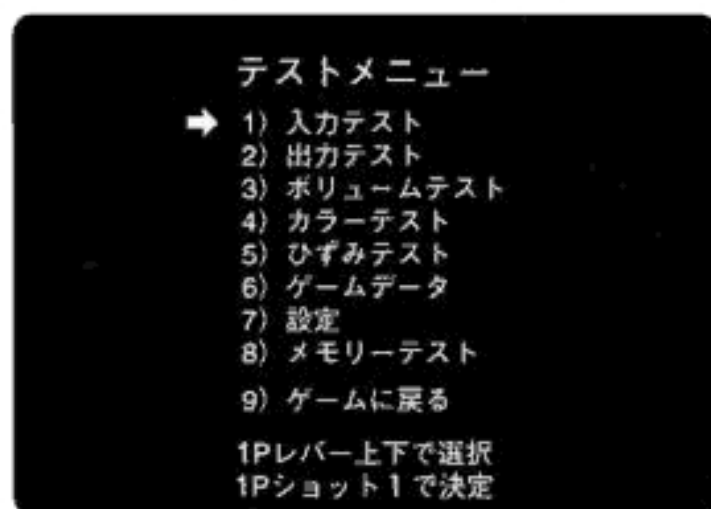 テストメニュー
1) 入力テスト
2) 出力テスト
3) ボリュームテスト
4) カラーテスト
5) ひずみテスト
6) ゲームデータ
7) 設定
8) メモリーテスト
9) ゲームに戻る
1Pレバー上下で選択
1Pショット1で決定